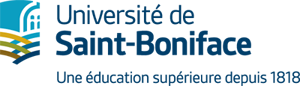 Université de
Saint-Boniface
Une éducation supérieure depuis 1818